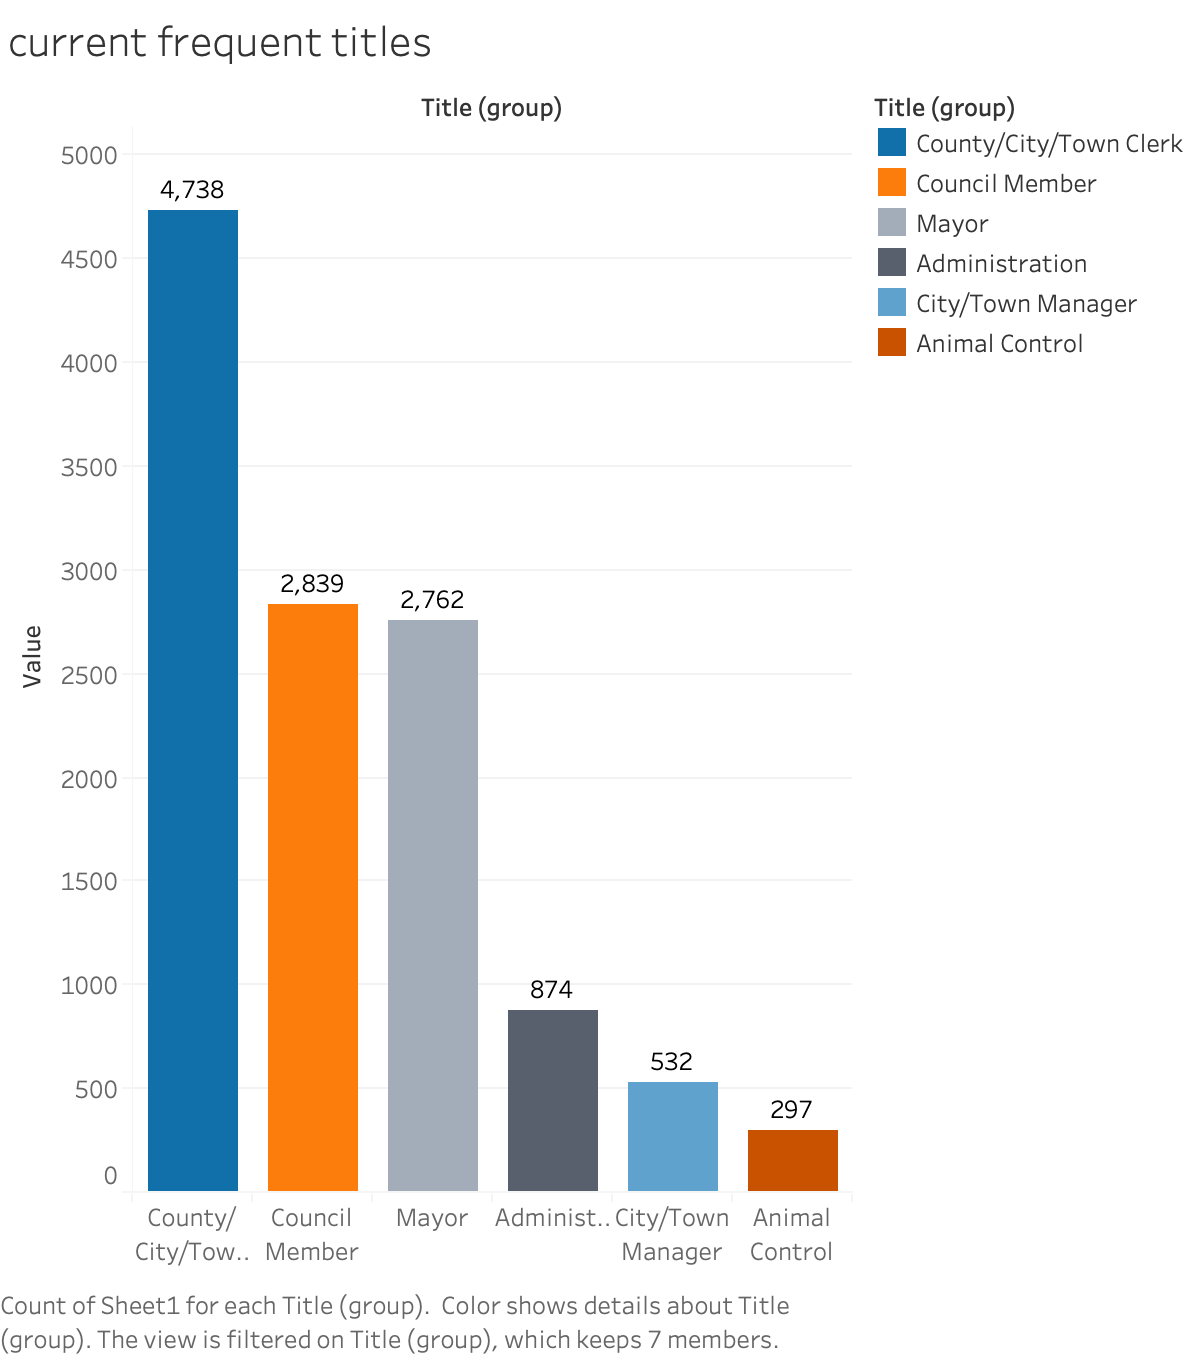 current frequent titles
Title (group)
5000
4500
4000
3500
3000
2500
2000
1500
1000
500
0
Value
4,738
2,839
2,762
874
532
297
County/
City/Tow..
Council
Member
Mayor
Administ..
City/Town
Manager
Animal
Control
Title (group)
County/City/Town Clerk
Council Member
Mayor
Administration
City/Town Manager
Animal Control
Count of Sheet1 for each Title (group).  Color shows details about Title
(group). The view is filtered on Title (group), which keeps 7 members.